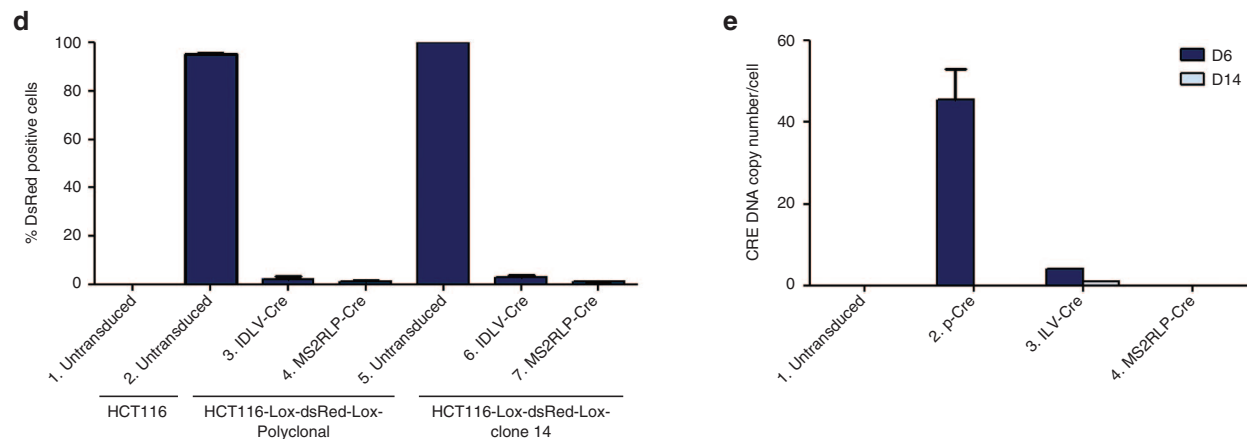 d
% DsRed positive cells
100
80
60
40
20
0
1. Untransduced
2. Untransduced
3. IDLV-Cre
4. MS2RLP-Cre
5. Untransduced
6. IDLV-Cre
7. MS2RLP-Cre
HCT116
HCT116-Lox-dsRed-Lox-
Polyclonal
HCT116-Lox-dsRed-Lox-
clone 14
e
CRE DNA copy number/cell
60
40
20
0
D6
D14
1. Untransduced
2. p-Cre
3. ILV-Cre
4. MS2RLP-Cre